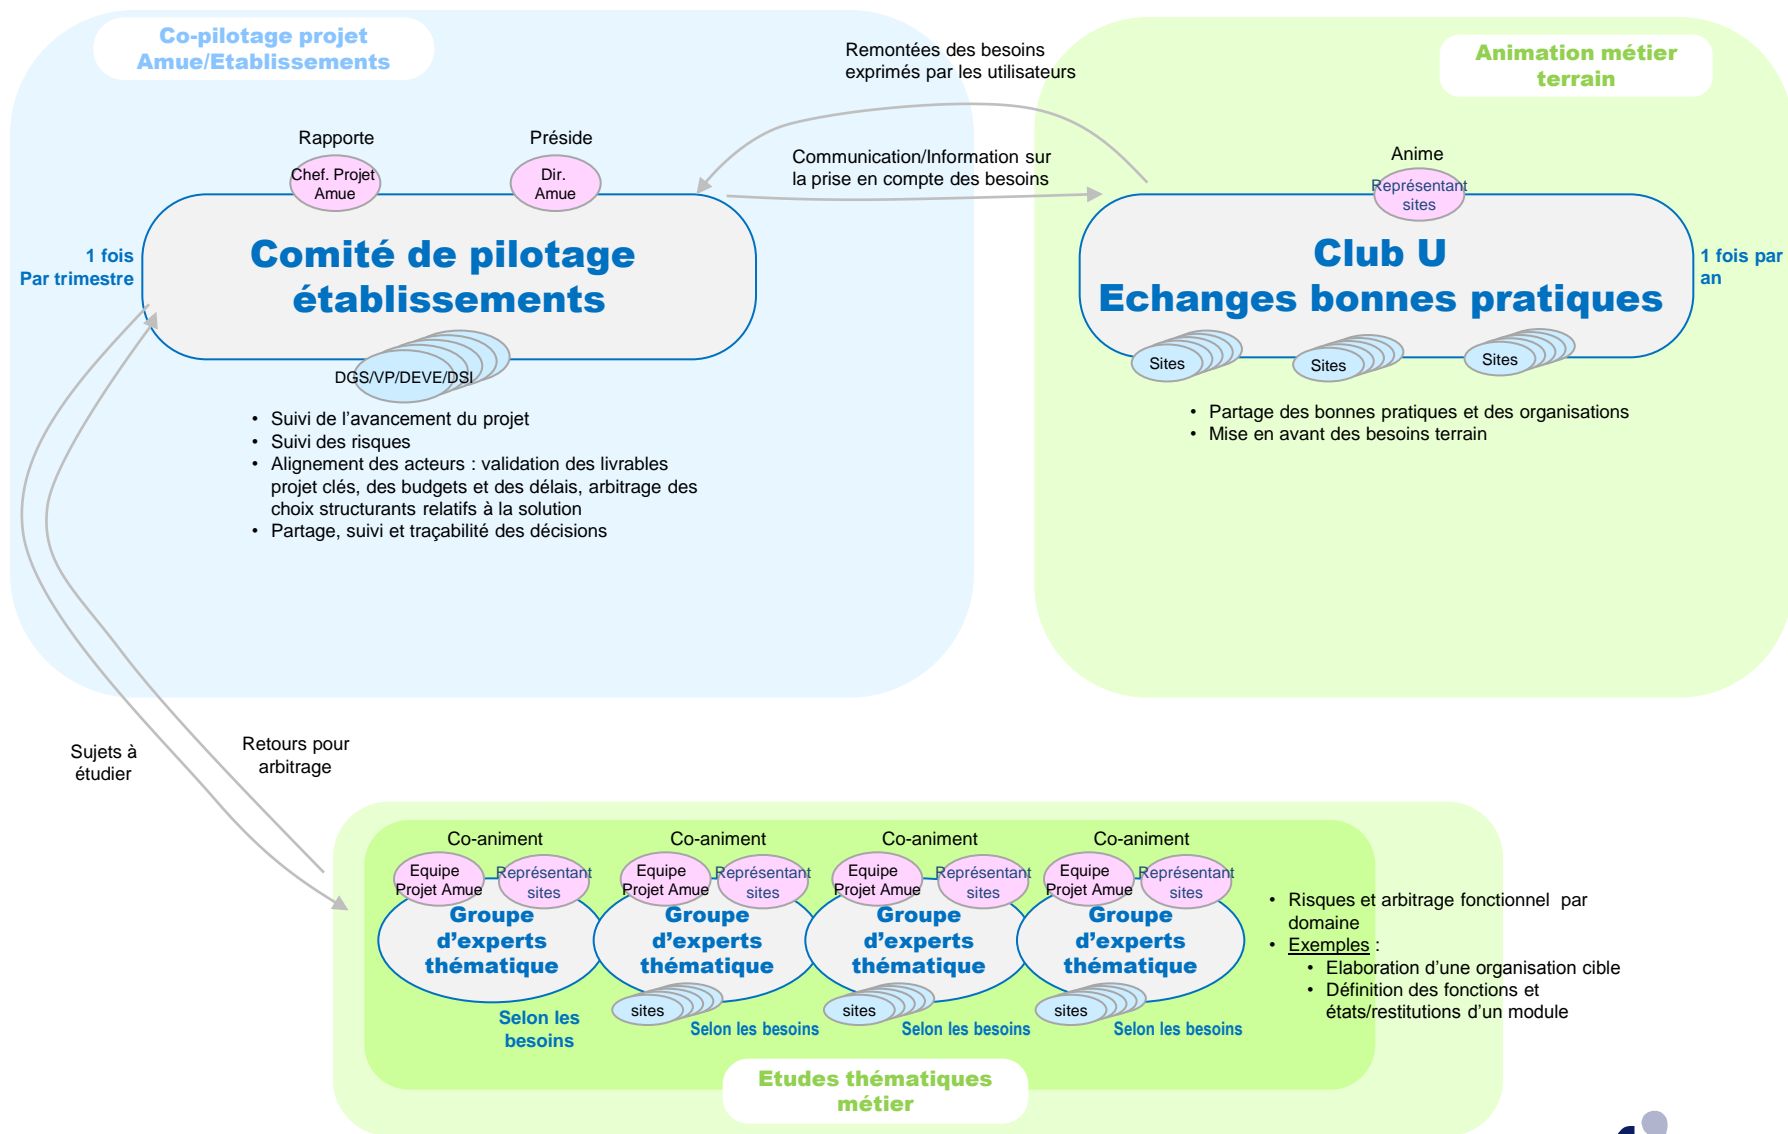 Co-pilotage projet
Amue/Etablissements
Remontées des besoins
exprimés par les utilisateurs
Animation métier
terrain
Rapporte
Préside
Chef. Projet
Amue
Dir.
Amue
Communication/Information sur
la prise en compte des besoins
Anime
Représentant
sites
1 fois
Par trimestre
Comité de pilotage
établissements
Club U
Echanges bonnes pratiques
1 fois par
an
DGS/VP/DEVE/DSI
Sites
Sites
Sites
• Suivi de l’avancement du projet
• Suivi des risques
• Alignement des acteurs : validation des livrables
projet clés, des budgets et des délais, arbitrage des
choix structurants relatifs à la solution
• Partage, suivi et traçabilité des décisions
• Partage des bonnes pratiques et des organisations
• Mise en avant des besoins terrain
Sujets à
étudier
Retours pour
arbitrage
Co-animent
Equipe
Projet Amue
Représentant
sites
Groupe
d’experts
thématique
Selon les
besoins
Co-animent
Equipe
Projet Amue
Représentant
sites
Groupe
d’experts
thématique
sites
Selon les besoins
Co-animent
Equipe
Projet Amue
Représentant
sites
Groupe
d’experts
thématique
sites
Selon les besoins
Co-animent
Equipe
Projet Amue
Représentant
sites
Groupe
d’experts
thématique
sites
Selon les besoins
• Risques et arbitrage fonctionnel par
domaine
• Exemples :
• Elaboration d’une organisation cible
• Définition des fonctions et
états/restitutions d’un module
Etudes thématiques
métier